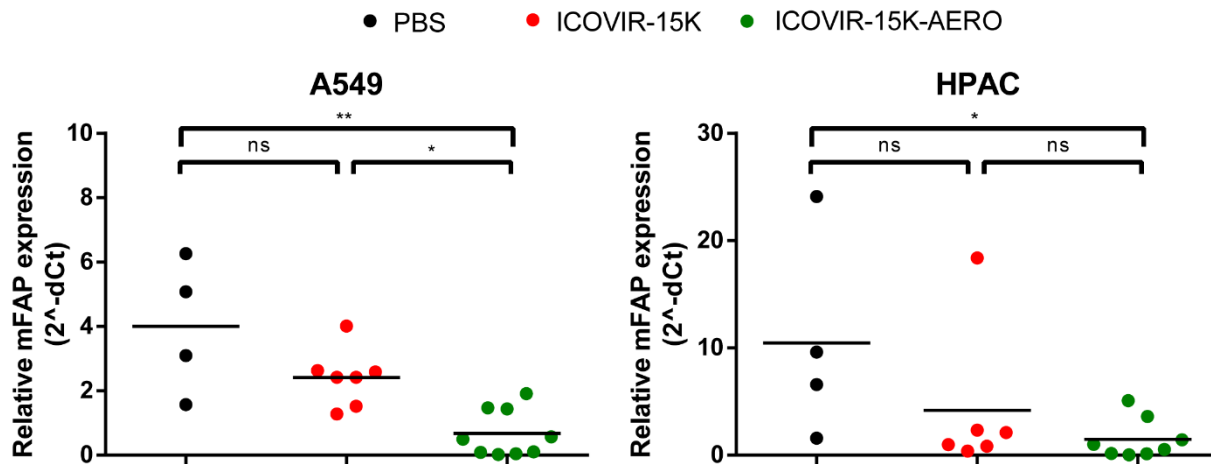 PBS ICOVIR-15K ICOVIR-15K-AERO
A549
**
ns *
Relative mFAP expression
(2^-dCt)
10
8
6
4
2
0
HPAC
*
ns ns
Relative mFAP expression
(2^-dCt)
30
20
10
0